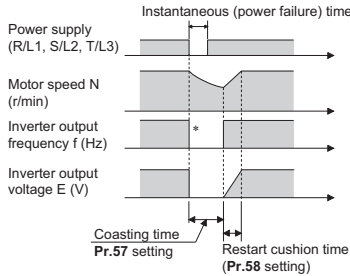 Instantaneous (power failure) time
Power supply
(R/L1, S/L2, T/L3)
Motor speed N
(r/min)
Inverter output
frequency f (Hz)
*
Inverter output
voltage E (V)
Coasting time
Pr.57 setting
Restart cushion time
(Pr.58 setting)